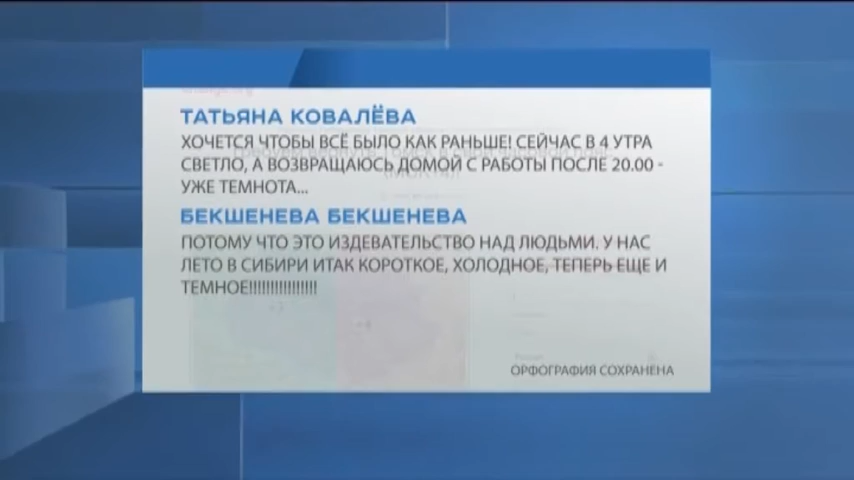 ТАТЬЯНА КОВАЛЁВА
ХОЧЕТСЯ ЧТОБЫ ВСЁ БЫЛО КАК РАНЬШЕ! СЕЙЧАС В 4 УТРА
СВЕТЛО, А ВОЗВРАЩАЮСЬ ДОМОЙ С РАБОТЫ ПОСЛЕ 20.00 -
УЖЕ ТЕМНОТА...
БЕКШЕНЕВА БЕКШЕНЕВА
ПОТОМУ ЧТО ЭТО ИЗДЕВАТЕЛЬСТВО НАД ЛЮДЬМИ. У НАС
ЛЕТО В СИБИРИ ИТАК КОРОТКОЕ, ХОЛОДНОЕ, ТЕПЕРЬ ЕЩЕ И
ТЕМНОЕ!!!!!!!!!!!!!!!!
ОРФОГРАФИЯ СОХРАНЕНА